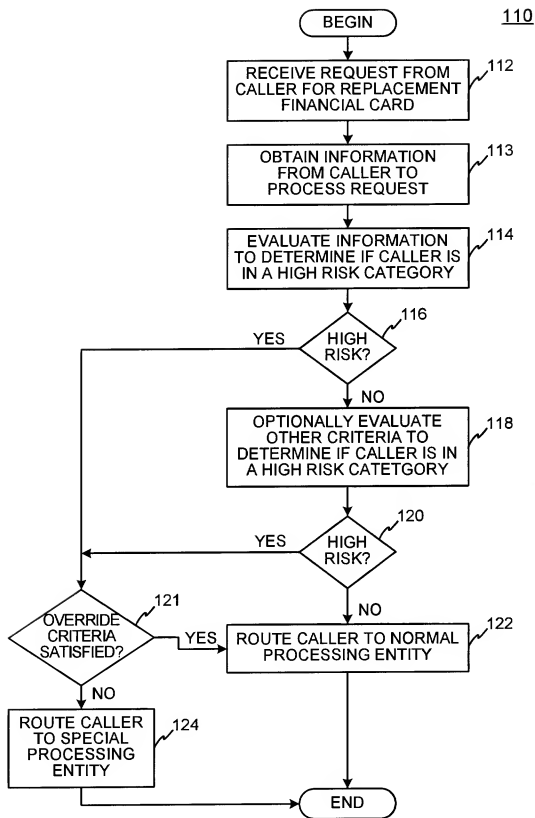 BEGIN
110
RECEIVE REQUEST FROM
CALLER FOR REPLACEMENT
FINANCIAL CARD
112
OBTAIN INFORMATION
FROM CALLER TO
PROCESS REQUEST
113
EVALUATE INFORMATION
TO DETERMINE IF CALLER IS
IN A HIGH RISK CATEGORY
114
YES
HIGH
RISK?
116
NO
OPTIONALLY EVALUATE
OTHER CRITERIA TO
DETERMINE IF CALLER IS IN
A HIGH RISK CATETGORY
118
YES
HIGH
RISK?
120
NO
OVERRIDE
CRITERIA
SATISFIED?
121
YES
ROUTE CALLER TO NORMAL
PROCESSING ENTITY
122
NO
ROUTE CALLER
TO SPECIAL
PROCESSING
ENTITY
124
END